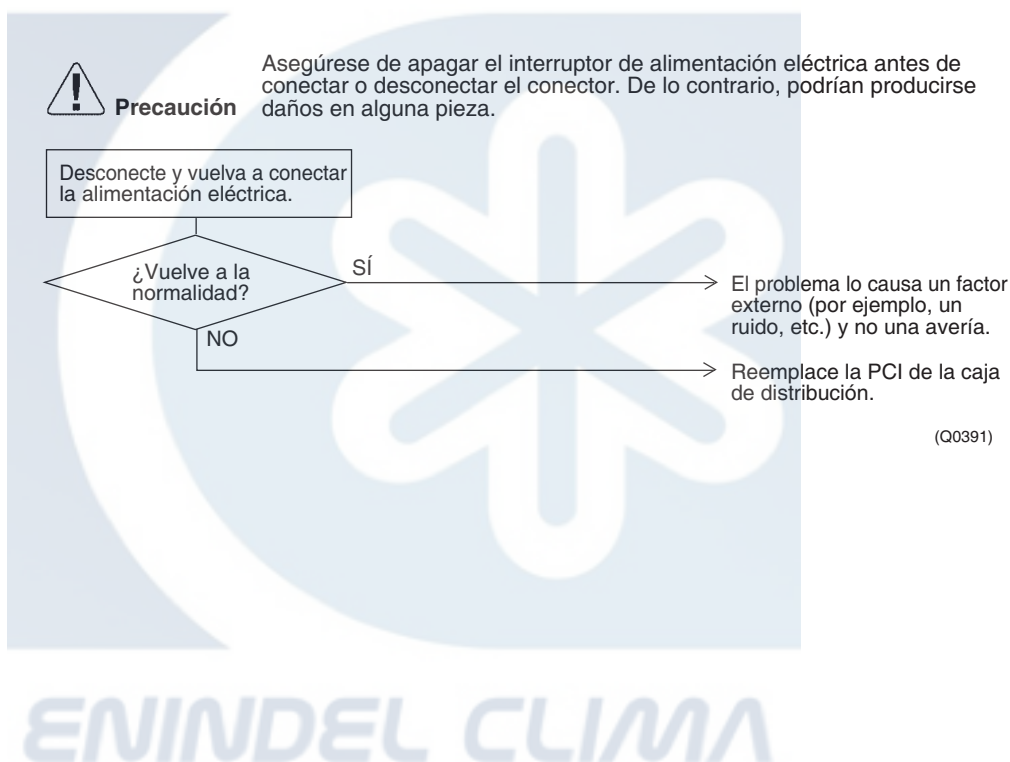 Asegúrese de apagar el interruptor de alimentación eléctrica antes de
conectar o desconectar el conector. De lo contrario, podrían producirse
Precaución daños en alguna pieza.
Desconecte y vuelva a conectar
la alimentación eléctrica.
¿Vuelve a la
normalidad?
SÍ
El problema lo causa un factor
externo (por ejemplo, un
ruido, etc.) y no una avería.
NO
Reemplace la PCI de la caja
de distribución.
(Q0391)
ENINDEL CLIMA